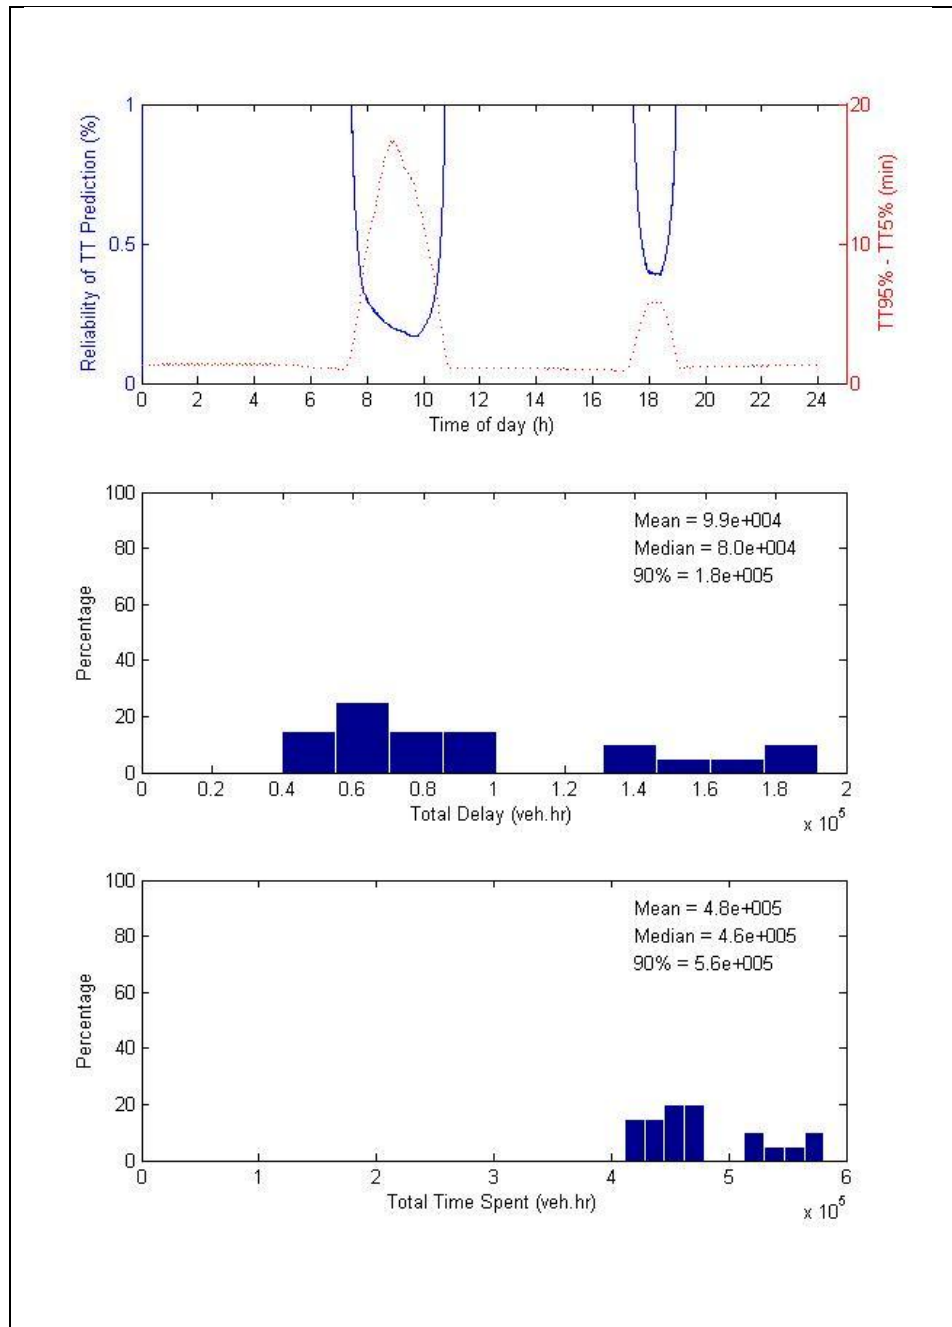 Reliability of TT Prediction (%)
1
0.5
0
20
10
0
TT95% - TT5% (min)
0 2 4 6 8 10 12 14 16 18 20 22 24
Time of day (h)
Percentage
100
80
60
40
20
0
Mean = 9.9e+004
Median = 8.0e+004
90% = 1.8e+005
0 0.2 0.4 0.6 0.8 1 1.2 1.4 1.6 1.8 2
Total Delay (veh.hr)
x 10^5
Percentage
100
80
60
40
20
0
Mean = 4.8e+005
Median = 4.6e+005
90% = 5.6e+005
0 1 2 3 4 5 6
Total Time Spent (veh.hr)
x 10^5